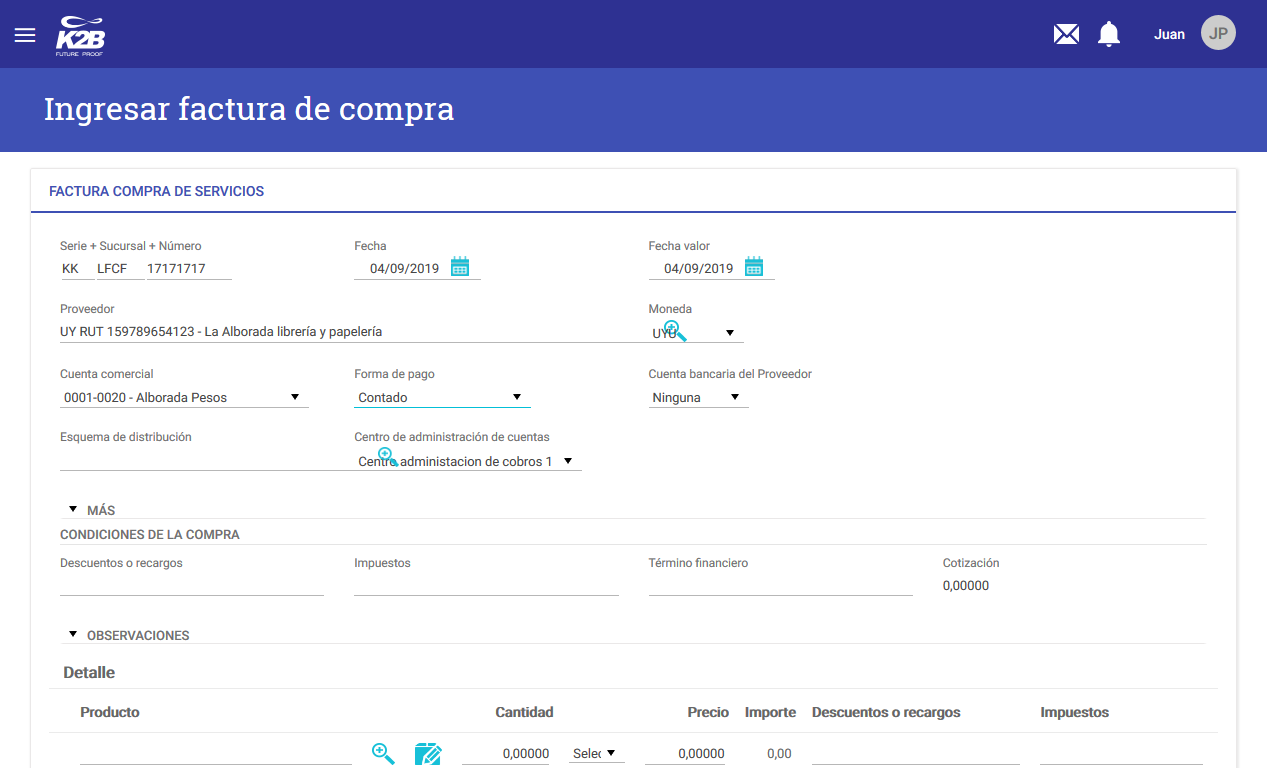 K2B
FUTURE PROOF
Juan JP
Ingresar factura de compra
FACTURA COMPRA DE SERVICIOS
Serie + Sucursal + Número Fecha Fecha valor
KK LFCF 17171717 04/09/2019 04/09/2019
Proveedor Moneda
UY RUT 159789654123 - La Alborada librería y papelería UYU
Cuenta comercial Forma de pago Cuenta bancaria del Proveedor
0001-0020 - Alborada Pesos Contado Ninguna
Esquema de distribución Centro de administración de cuentas
Centro administacion de cobros 1
MÁS
CONDICIONES DE LA COMPRA
Descuentos o recargos Impuestos Término financiero Cotización
0,00000
OBSERVACIONES
Detalle
Producto Cantidad Precio Importe Descuentos o recargos Impuestos
0,00000 Selec 0,00000 0,00